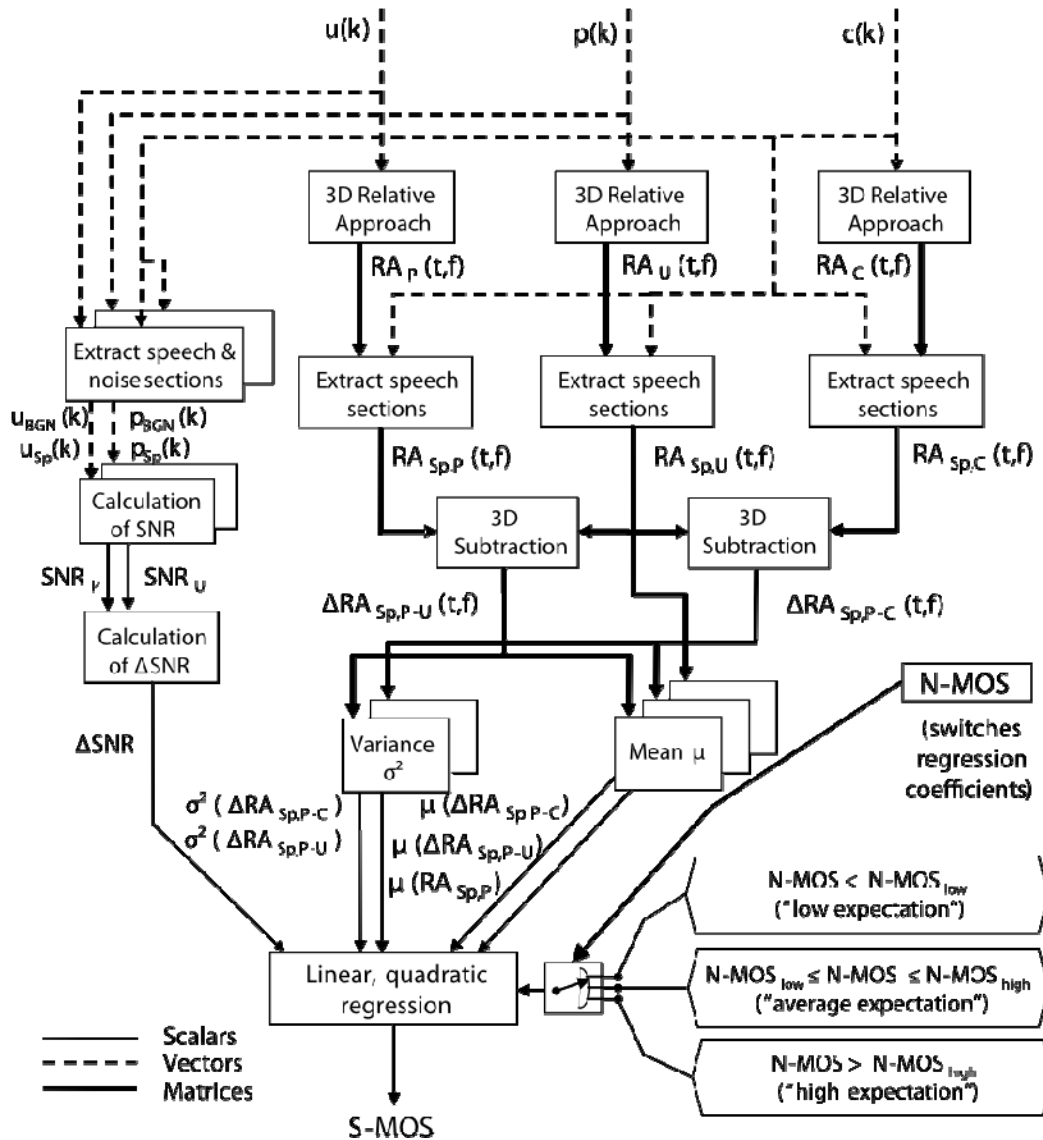 u(k)
p(k)
c(k)
3D Relative
Approach
3D Relative
Approach
3D Relative
Approach
RA P (t,f)
RA U (t,f)
RA C (t,f)
Extract speech &
noise sections
Extract speech
sections
Extract speech
sections
Extract speech
sections
uBGN(k)
pBGN(k)
uSp(k)
pSp(k)
RA Sp,P (t,f)
RA Sp,U (t,f)
RA Sp,C (t,f)
Calculation
of SNR
3D
Subtraction
3D
Subtraction
SNR P
SNR U
ΔRA Sp,P-U (t,f)
ΔRA Sp,P-C (t,f)
Calculation
of ΔSNR
N-MOS
(switches
regression
coefficients)
ΔSNR
Variance
σ²
Mean μ
σ² ( ΔRA Sp,P-C)
σ² ( ΔRA Sp,P-U)
μ (ΔRA Sp,P-C)
μ (ΔRA Sp,P-U)
μ (RA Sp,P)
N-MOS < N-MOS low
("low expectation")
Linear, quadratic
regression
N-MOS low ≤ N-MOS ≤ N-MOS high
("average expectation")
N-MOS > N-MOS high
("high expectation")
Scalars
Vectors
Matrices
S-MOS